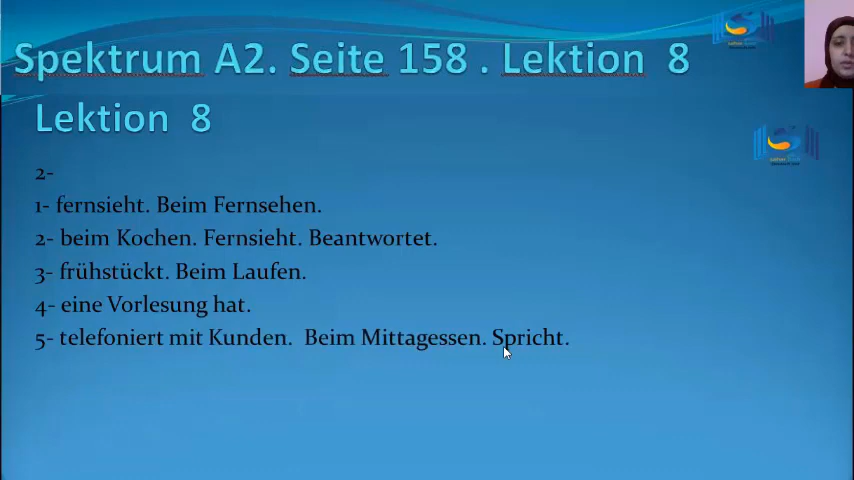 Spektrum A2. Seite 158 . Lektion 8
Lektion 8
2-
1- fernsieht. Beim Fernsehen.
2- beim Kochen. Fernsieht. Beantwortet.
3- frühstückt. Beim Laufen.
4- eine Vorlesung hat.
5- telefoniert mit Kunden. Beim Mittagessen. Spricht.